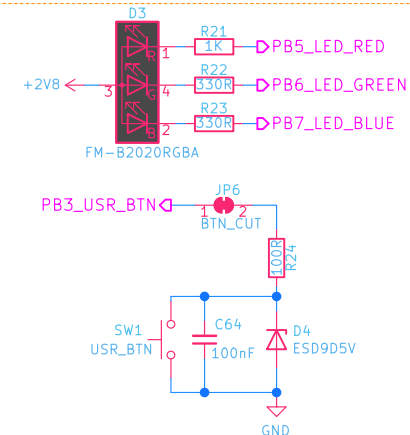 D3
R21
R 1 1K PB5_LED_RED
R22
+2V8 3 G 4 330R PB6_LED_GREEN
R23
B 2 330R PB7_LED_BLUE
FM-B2020RGBA
JP6
PB3_USR_BTN 1 2
BTN_CUT
100R
R24
SW1
USR_BTN
C64
100nF
D4
ESD9D5V
GND